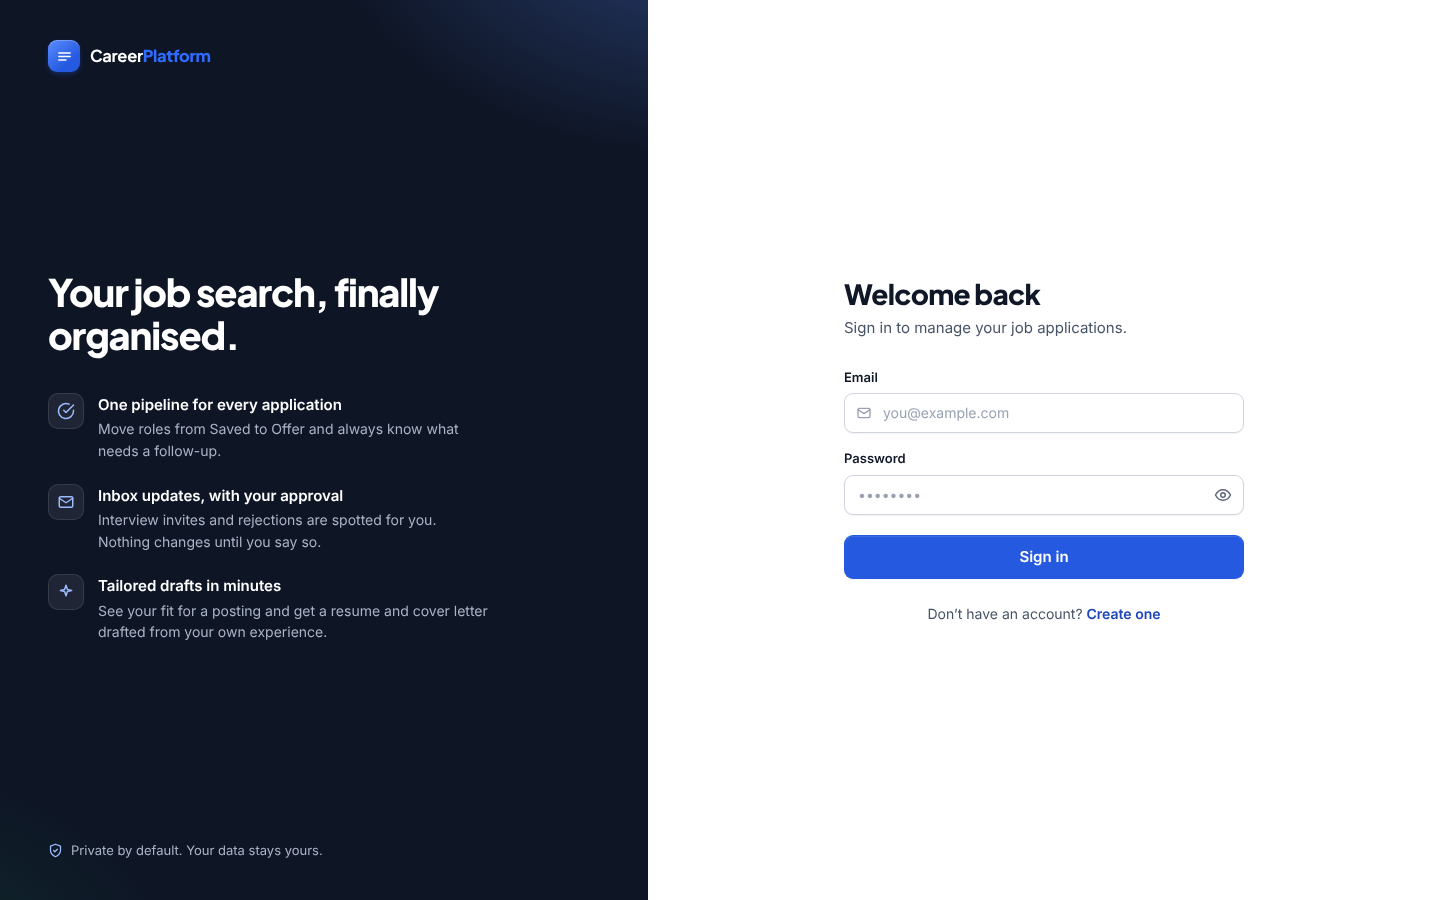 CareerPlatform
Your job search, finally
organised.
One pipeline for every application
Move roles from Saved to Offer and always know what
needs a follow-up.
Inbox updates, with your approval
Interview invites and rejections are spotted for you.
Nothing changes until you say so.
Tailored drafts in minutes
See your fit for a posting and get a resume and cover letter
drafted from your own experience.
Private by default. Your data stays yours.
Welcome back
Sign in to manage your job applications.
Email
you@example.com
Password
••••••••
Sign in
Don’t have an account? Create one